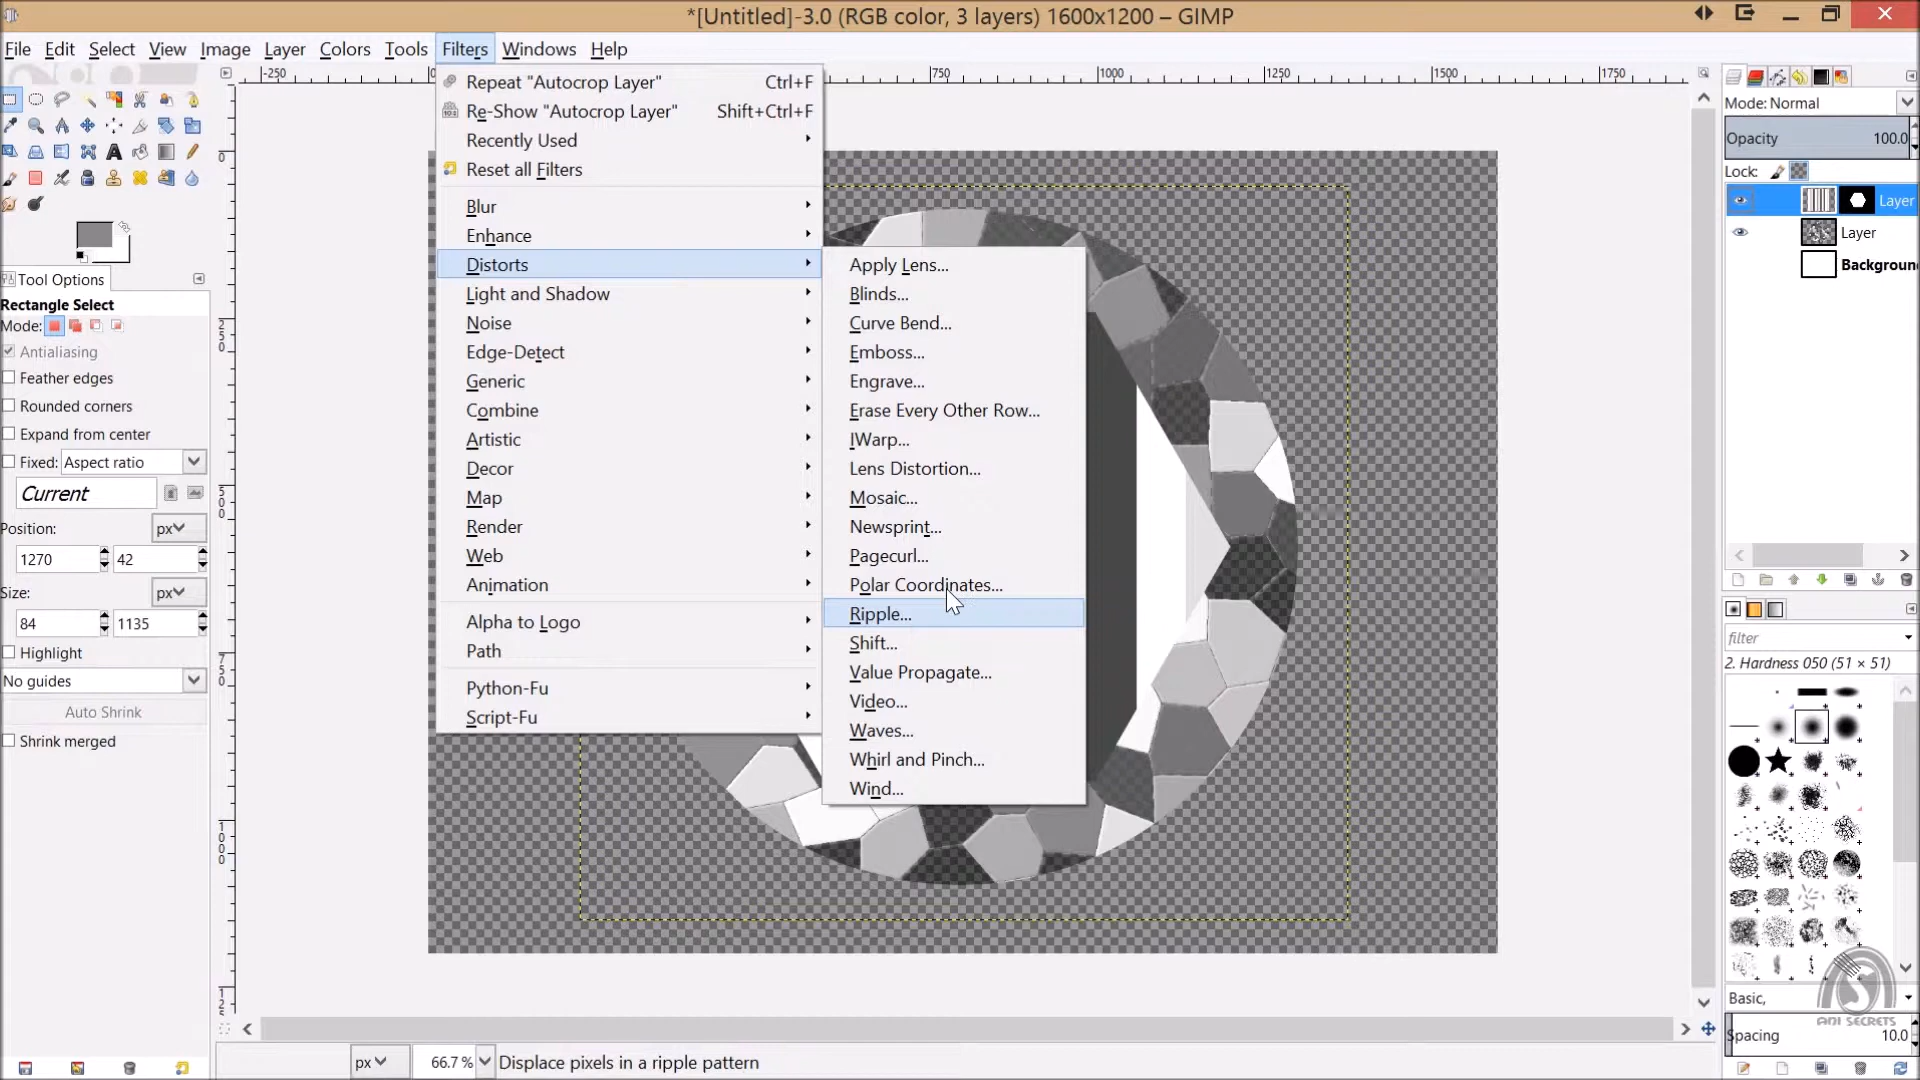 *[Untitled]-3.0 (RGB color, 3 layers) 1600x1200 – GIMP
File Edit Select View Image Layer Colors Tools Filters Windows Help
-250 750 1000 1250 1500 1750
Repeat "Autocrop Layer" Ctrl+F
Re-Show "Autocrop Layer" Shift+Ctrl+F
Recently Used
Reset all Filters
Blur
Enhance
Distorts
Light and Shadow
Noise
Edge-Detect
Generic
Combine
Artistic
Decor
Map
Render
Web
Animation
Alpha to Logo
Path
Python-Fu
Script-Fu
Apply Lens...
Blinds...
Curve Bend...
Emboss...
Engrave...
Erase Every Other Row...
IWarp...
Lens Distortion...
Mosaic...
Newsprint...
Pagecurl...
Polar Coordinates...
Ripple...
Shift...
Value Propagate...
Video...
Waves...
Whirl and Pinch...
Wind...
Tool Options
Rectangle Select
Mode:
Antialiasing
Feather edges
Rounded corners
Expand from center
Fixed: Aspect ratio
Current
Position: px
1270 42
Size: px
84 1135
Highlight
No guides
Auto Shrink
Shrink merged
0
250
500
750
1000
Mode: Normal
Opacity 100.0
Lock:
Layer
Layer
Backgroun
filter
2. Hardness 050 (51 × 51)
Basic,
Spacing 10.0
ANI SECRETS
px 66.7 % Displace pixels in a ripple pattern